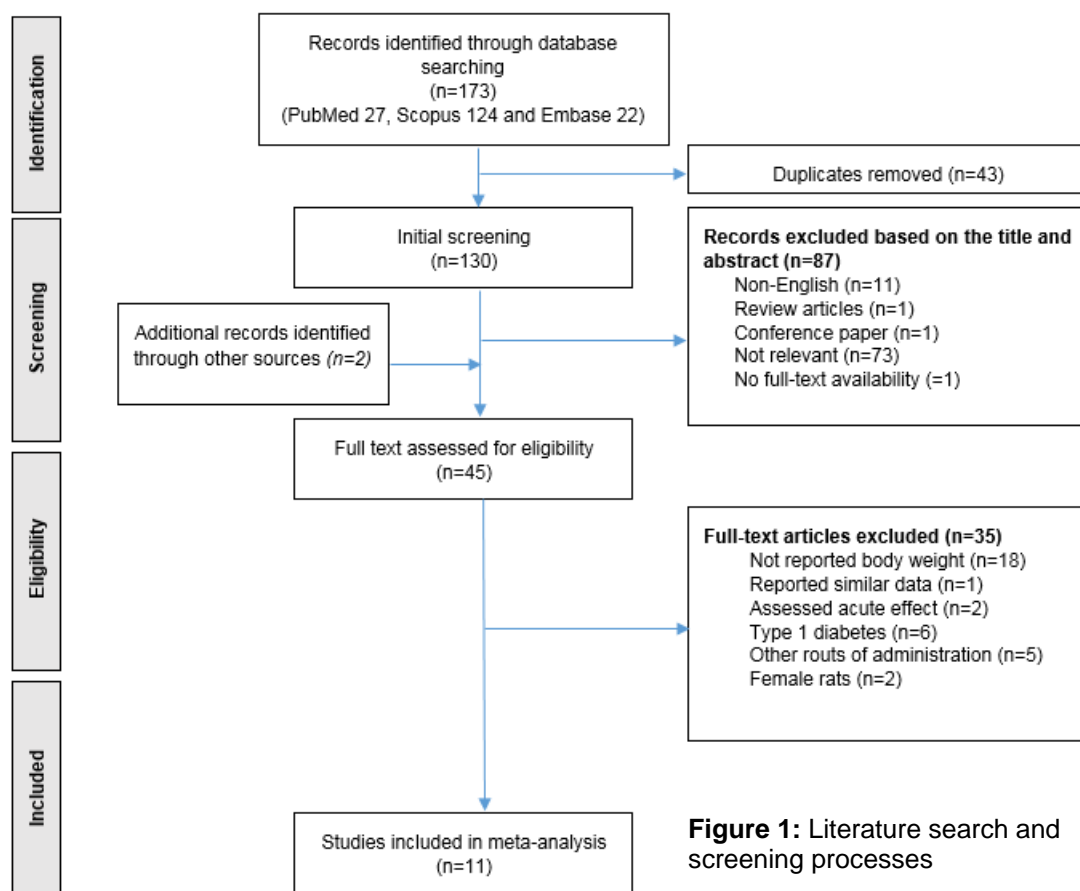 Identification
Records identified through database
searching
(n=173)
(PubMed 27, Scopus 124 and Embase 22)
Duplicates removed (n=43)
Screening
Initial screening
(n=130)
Records excluded based on the title and
abstract (n=87)
Non-English (n=11)
Review articles (n=1)
Conference paper (n=1)
Not relevant (n=73)
No full-text availability (=1)
Additional records identified
through other sources (n=2)
Eligibility
Full text assessed for eligibility
(n=45)
Full-text articles excluded (n=35)
Not reported body weight (n=18)
Reported similar data (n=1)
Assessed acute effect (n=2)
Type 1 diabetes (n=6)
Other routs of administration (n=5)
Female rats (n=2)
Included
Studies included in meta-analysis
(n=11)
Figure 1: Literature search and
screening processes